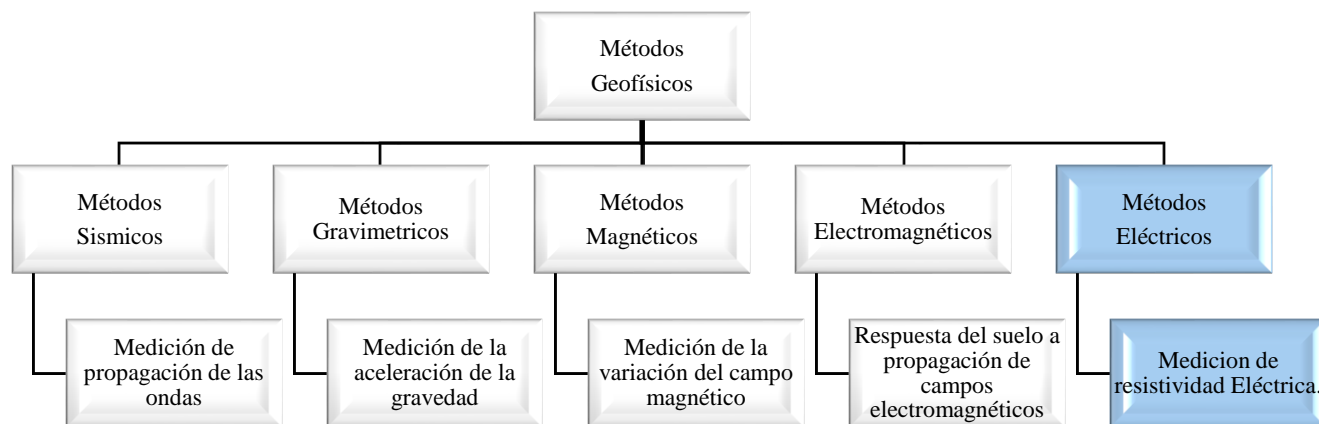 Métodos
Geofísicos
Métodos
Sismicos
Métodos
Gravimetricos
Métodos
Magnéticos
Métodos
Electromagnéticos
Métodos
Eléctricos
Medición de
propagación de las
ondas
Medición de la
aceleración de la
gravedad
Medición de la
variación del campo
magnético
Respuesta del suelo a
propagación de
campos
electromagnéticos
Medicion de
resistividad Eléctrica.